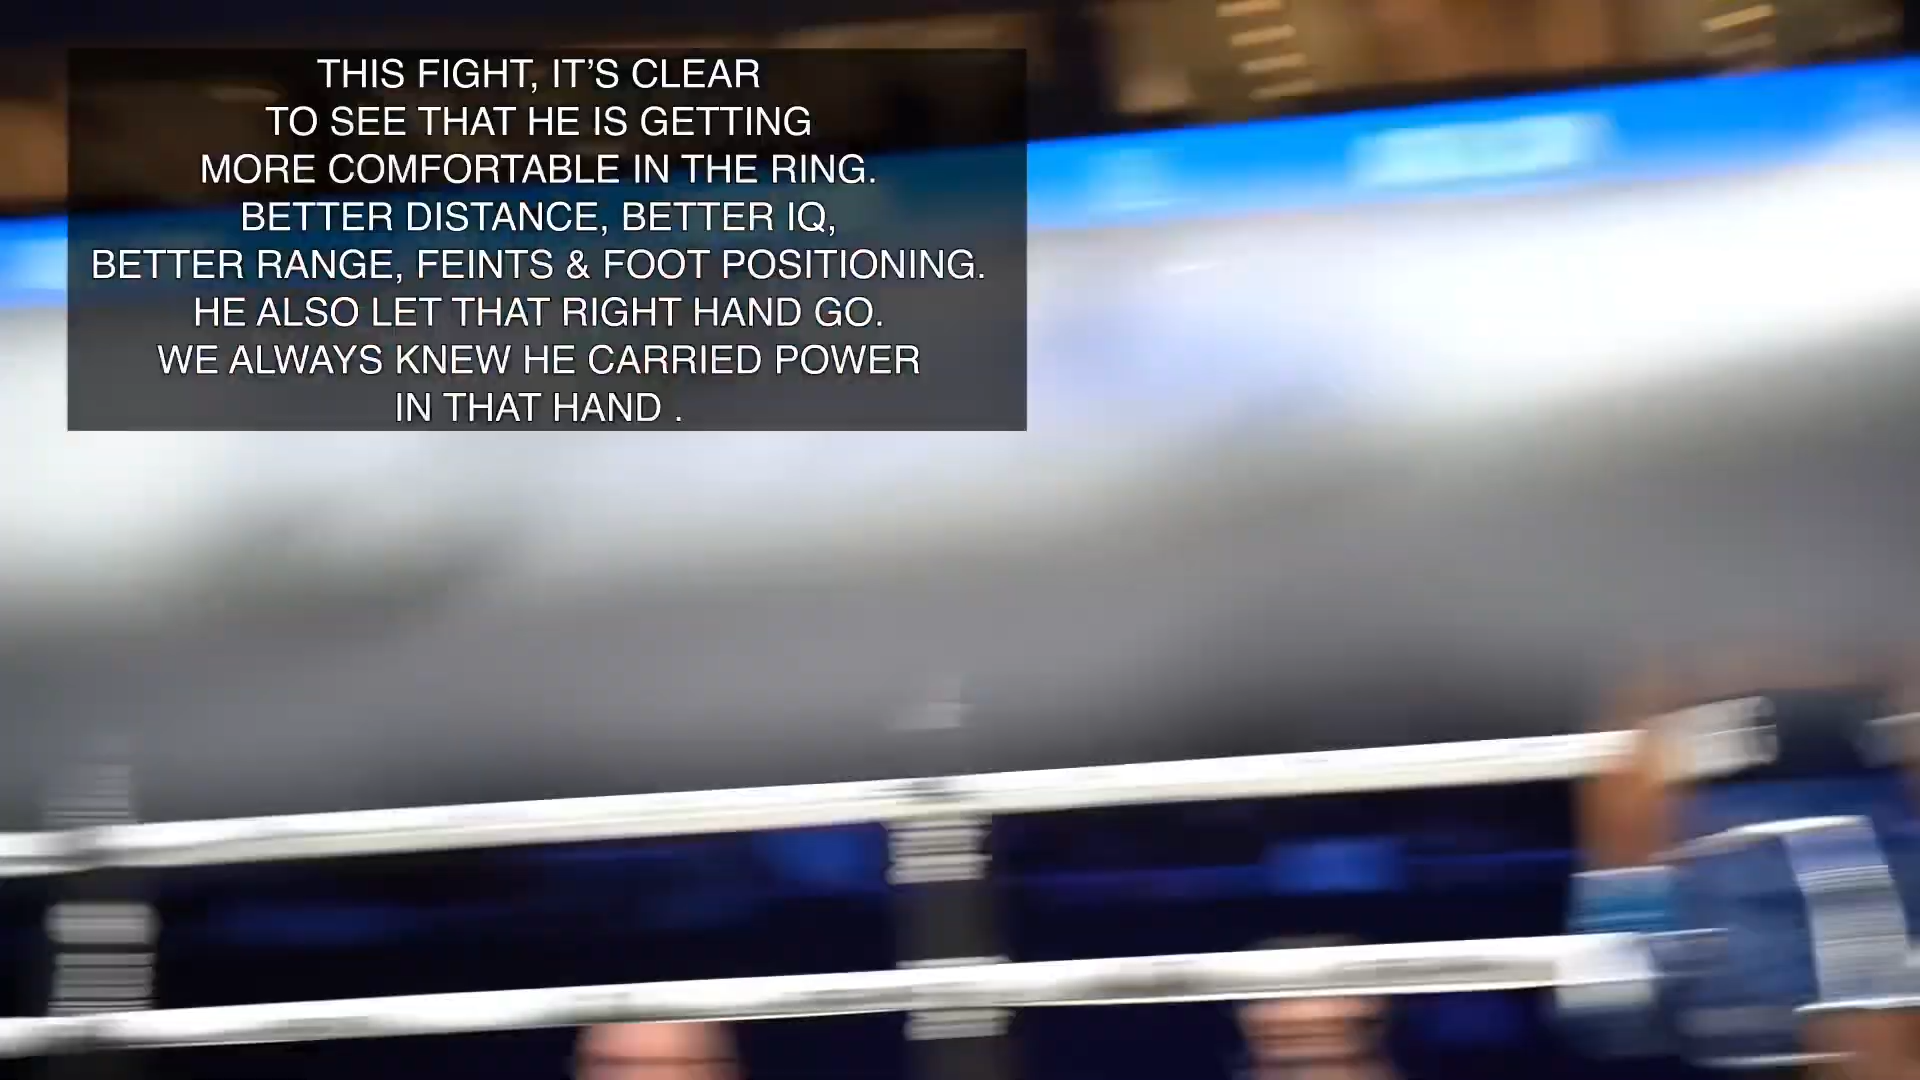 THIS FIGHT, IT’S CLEAR
TO SEE THAT HE IS GETTING
MORE COMFORTABLE IN THE RING.
BETTER DISTANCE, BETTER IQ,
BETTER RANGE, FEINTS & FOOT POSITIONING.
HE ALSO LET THAT RIGHT HAND GO.
WE ALWAYS KNEW HE CARRIED POWER
IN THAT HAND .